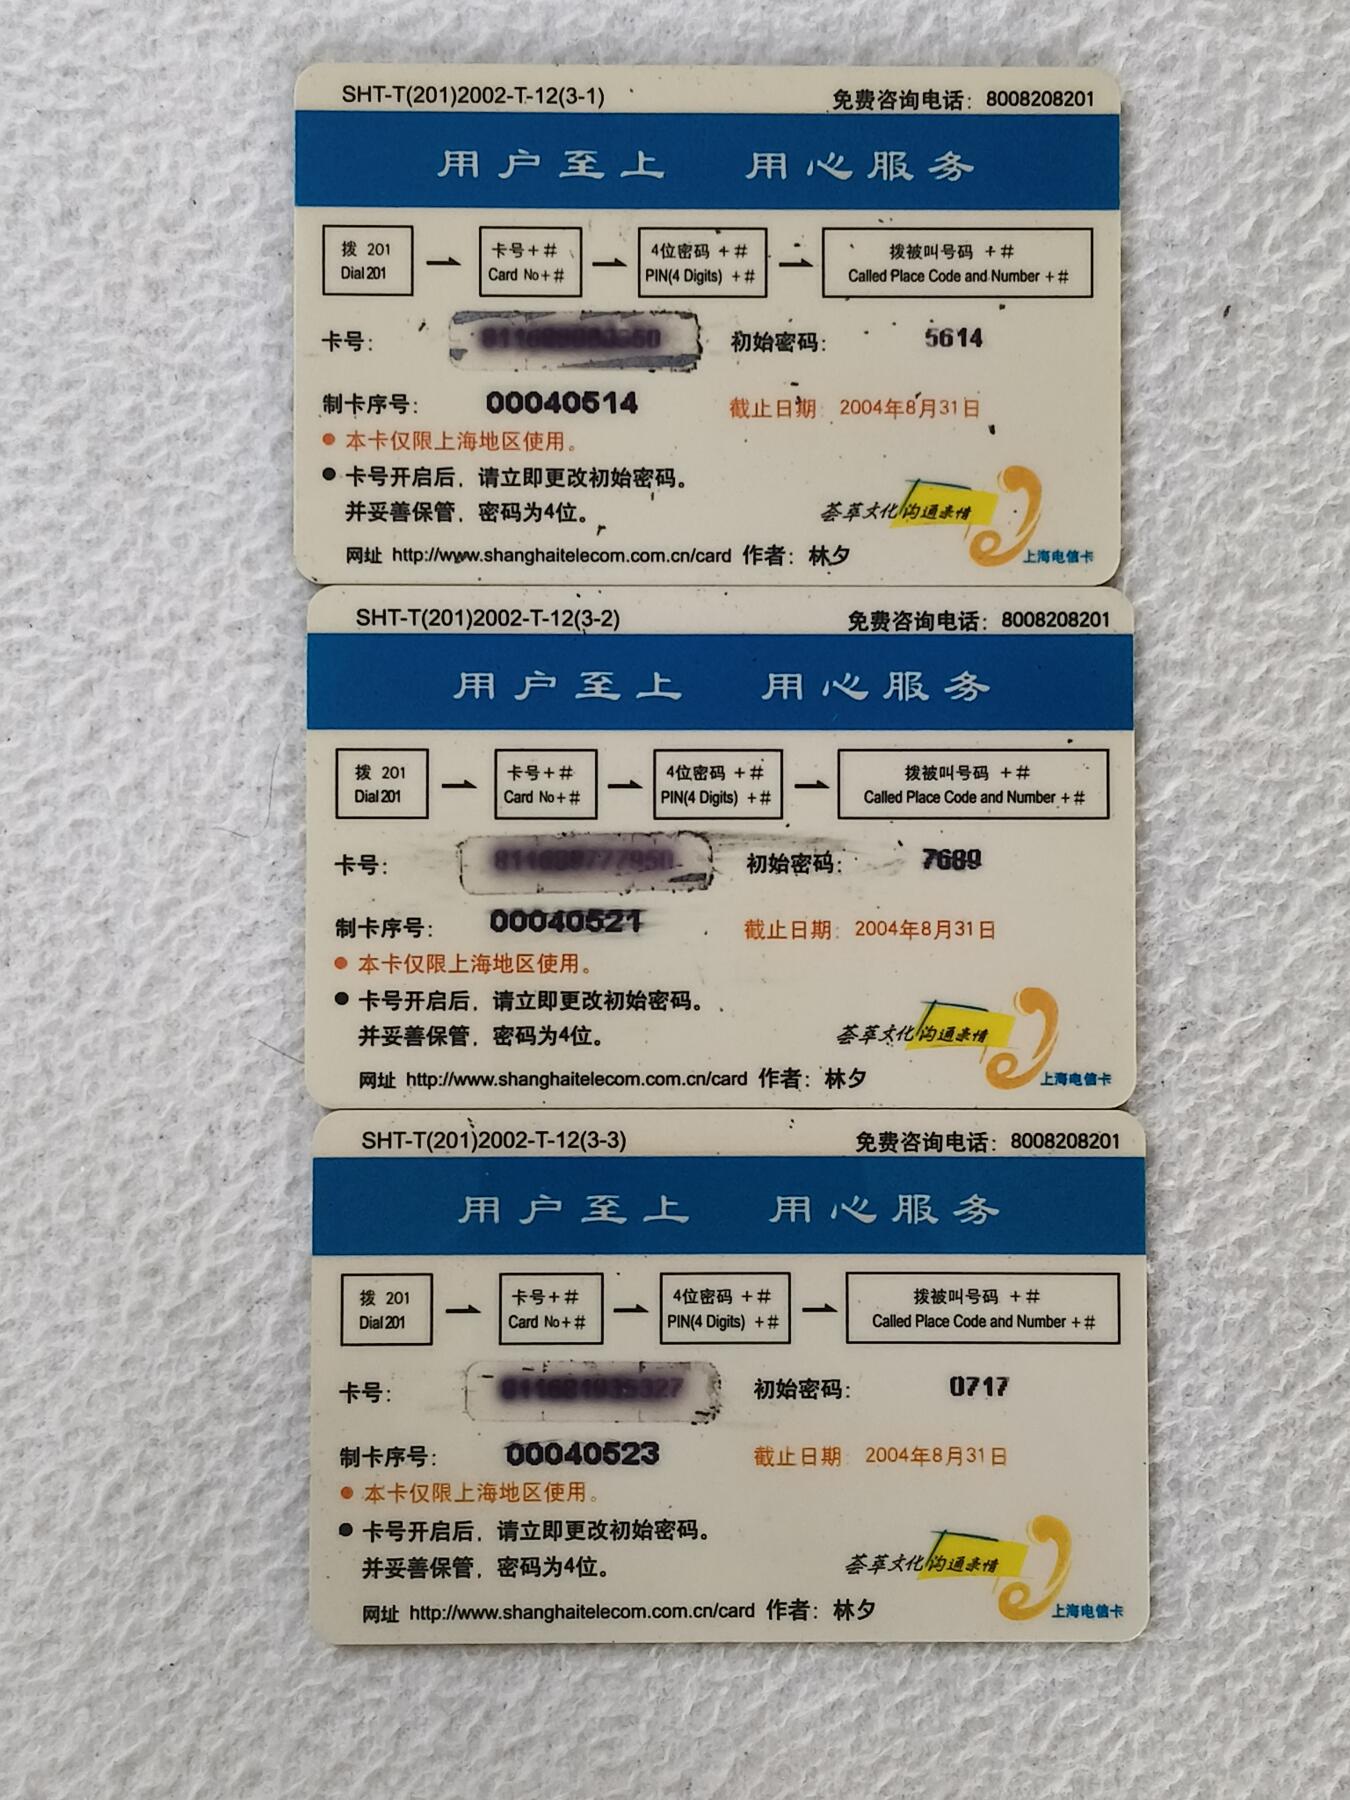 SHT-T(201)2002-T-12(3-1) 免费咨询电话：8008208201
用户至上 用心服务
拨 201 卡号+# 4位密码 +# 拨被叫号码 +#
Dial 201 Card No+# PIN(4 Digits) +# Called Place Code and Number +#
卡号： 初始密码： 5614
制卡序号： 00040514 截止日期： 2004年8月31日
●本卡仅限上海地区使用。
●卡号开启后，请立即更改初始密码。
并妥善保管，密码为4位。
荟萃文化 沟通亲情
网址 http://www.shanghaitelecom.com.cn/card 作者：林夕 上海电信卡
SHT-T(201)2002-T-12(3-2) 免费咨询电话：8008208201
用户至上 用心服务
拨 201 卡号+# 4位密码 +# 拨被叫号码 +#
Dial 201 Card No+# PIN(4 Digits) +# Called Place Code and Number +#
卡号： 初始密码： 7689
制卡序号： 00040521 截止日期： 2004年8月31日
●本卡仅限上海地区使用。
●卡号开启后，请立即更改初始密码。
并妥善保管，密码为4位。
荟萃文化 沟通亲情
网址 http://www.shanghaitelecom.com.cn/card 作者：林夕 上海电信卡
SHT-T(201)2002-T-12(3-3) 免费咨询电话：8008208201
用户至上 用心服务
拨 201 卡号+# 4位密码 +# 拨被叫号码 +#
Dial 201 Card No+# PIN(4 Digits) +# Called Place Code and Number +#
卡号： 初始密码： 0717
制卡序号： 00040523 截止日期： 2004年8月31日
●本卡仅限上海地区使用。
●卡号开启后，请立即更改初始密码。
并妥善保管，密码为4位。
荟萃文化 沟通亲情
网址 http://www.shanghaitelecom.com.cn/card 作者：林夕 上海电信卡